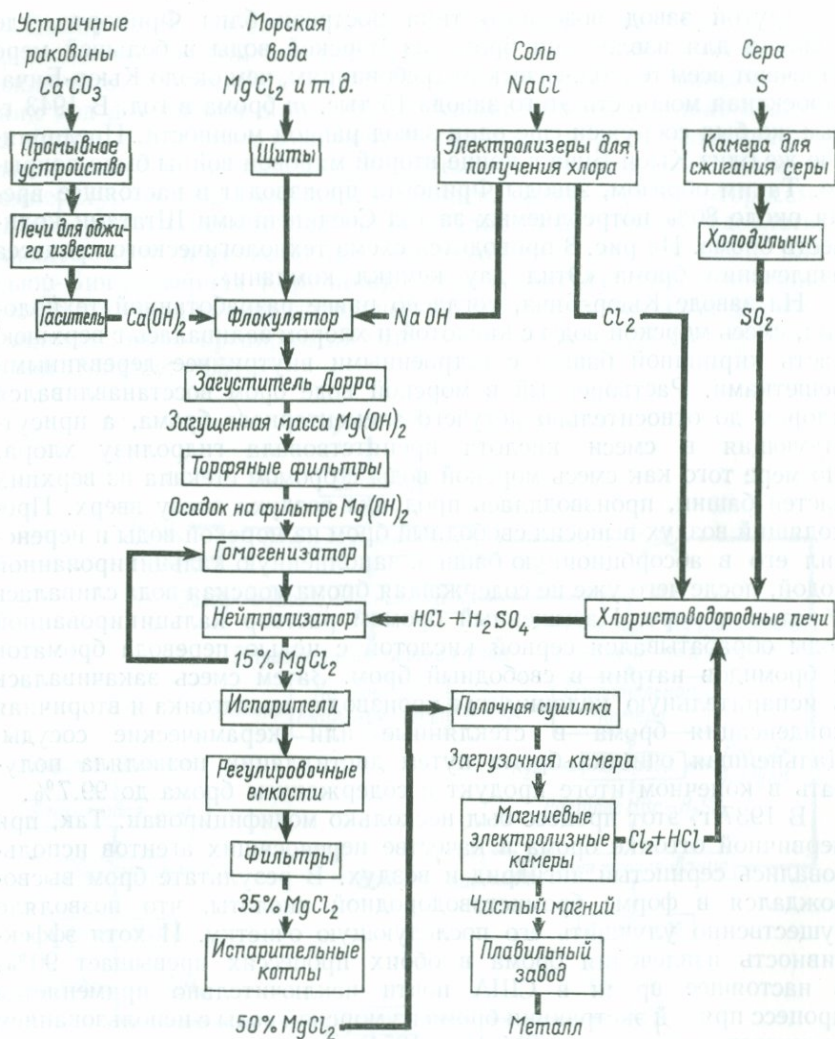 Устричные раковины
CaCO₃
Промывное устройство
Печи для обжига извести
Гаситель
Ca(OH)₂
Морская вода
MgCl₂ и т.д.
Щиты
Флокулятор
Загуститель Дорра
Загущенная масса Mg(OH)₂
Торфяные фильтры
Осадок на фильтре Mg(OH)₂
Гомогенизатор
Нейтрализатор
15% MgCl₂
Испарители
Регулировочные емкости
Фильтры
35% MgCl₂
Испарительные котлы
50% MgCl₂
Соль
NaCl
Электролизеры для получения хлора
NaOH
Cl₂
Сера
S
Камера для сжигания серы
Холодильник
SO₂
Хлористоводородные печи
HCl+H₂SO₄
Полочная сушилка
Загрузочная камера
Магниевые электролизные камеры
Cl₂+HCl
Чистый магний
Плавильный завод
Металл